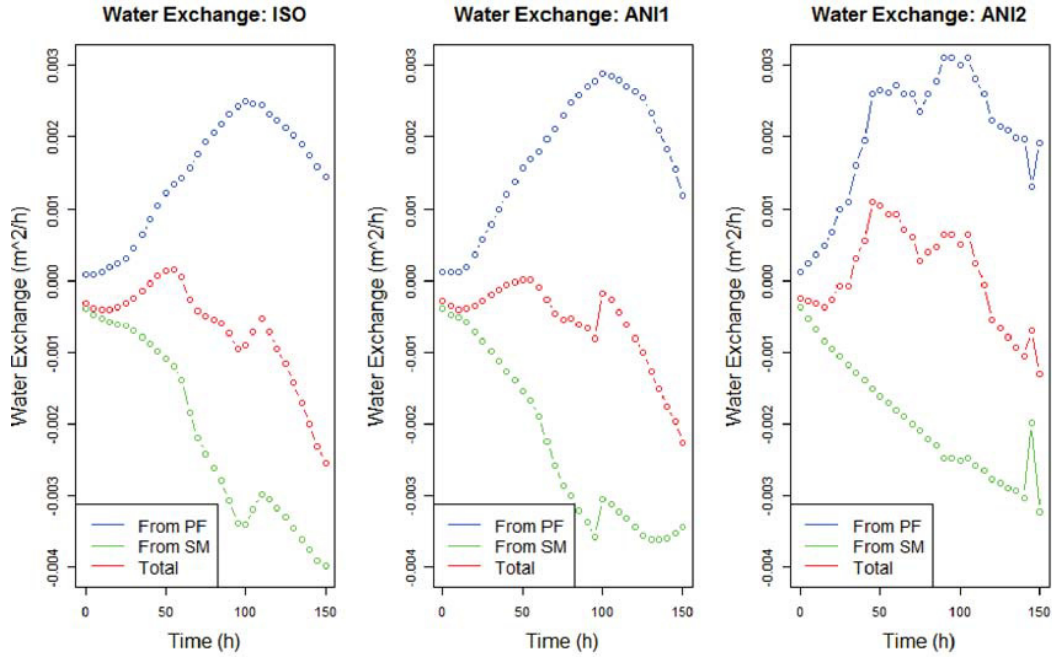 Water Exchange: ISO
Water Exchange (m^2/h)
0.003
0.002
0.001
0.000
-0.001
-0.002
-0.003
-0.004
From PF
From SM
Total
0 50 100 150
Time (h)
Water Exchange: ANI1
Water Exchange (m^2/h)
0.003
0.002
0.001
0.000
-0.001
-0.002
-0.003
-0.004
From PF
From SM
Total
0 50 100 150
Time (h)
Water Exchange: ANI2
Water Exchange (m^2/h)
0.003
0.002
0.001
0.000
-0.001
-0.002
-0.003
-0.004
From PF
From SM
Total
0 50 100 150
Time (h)